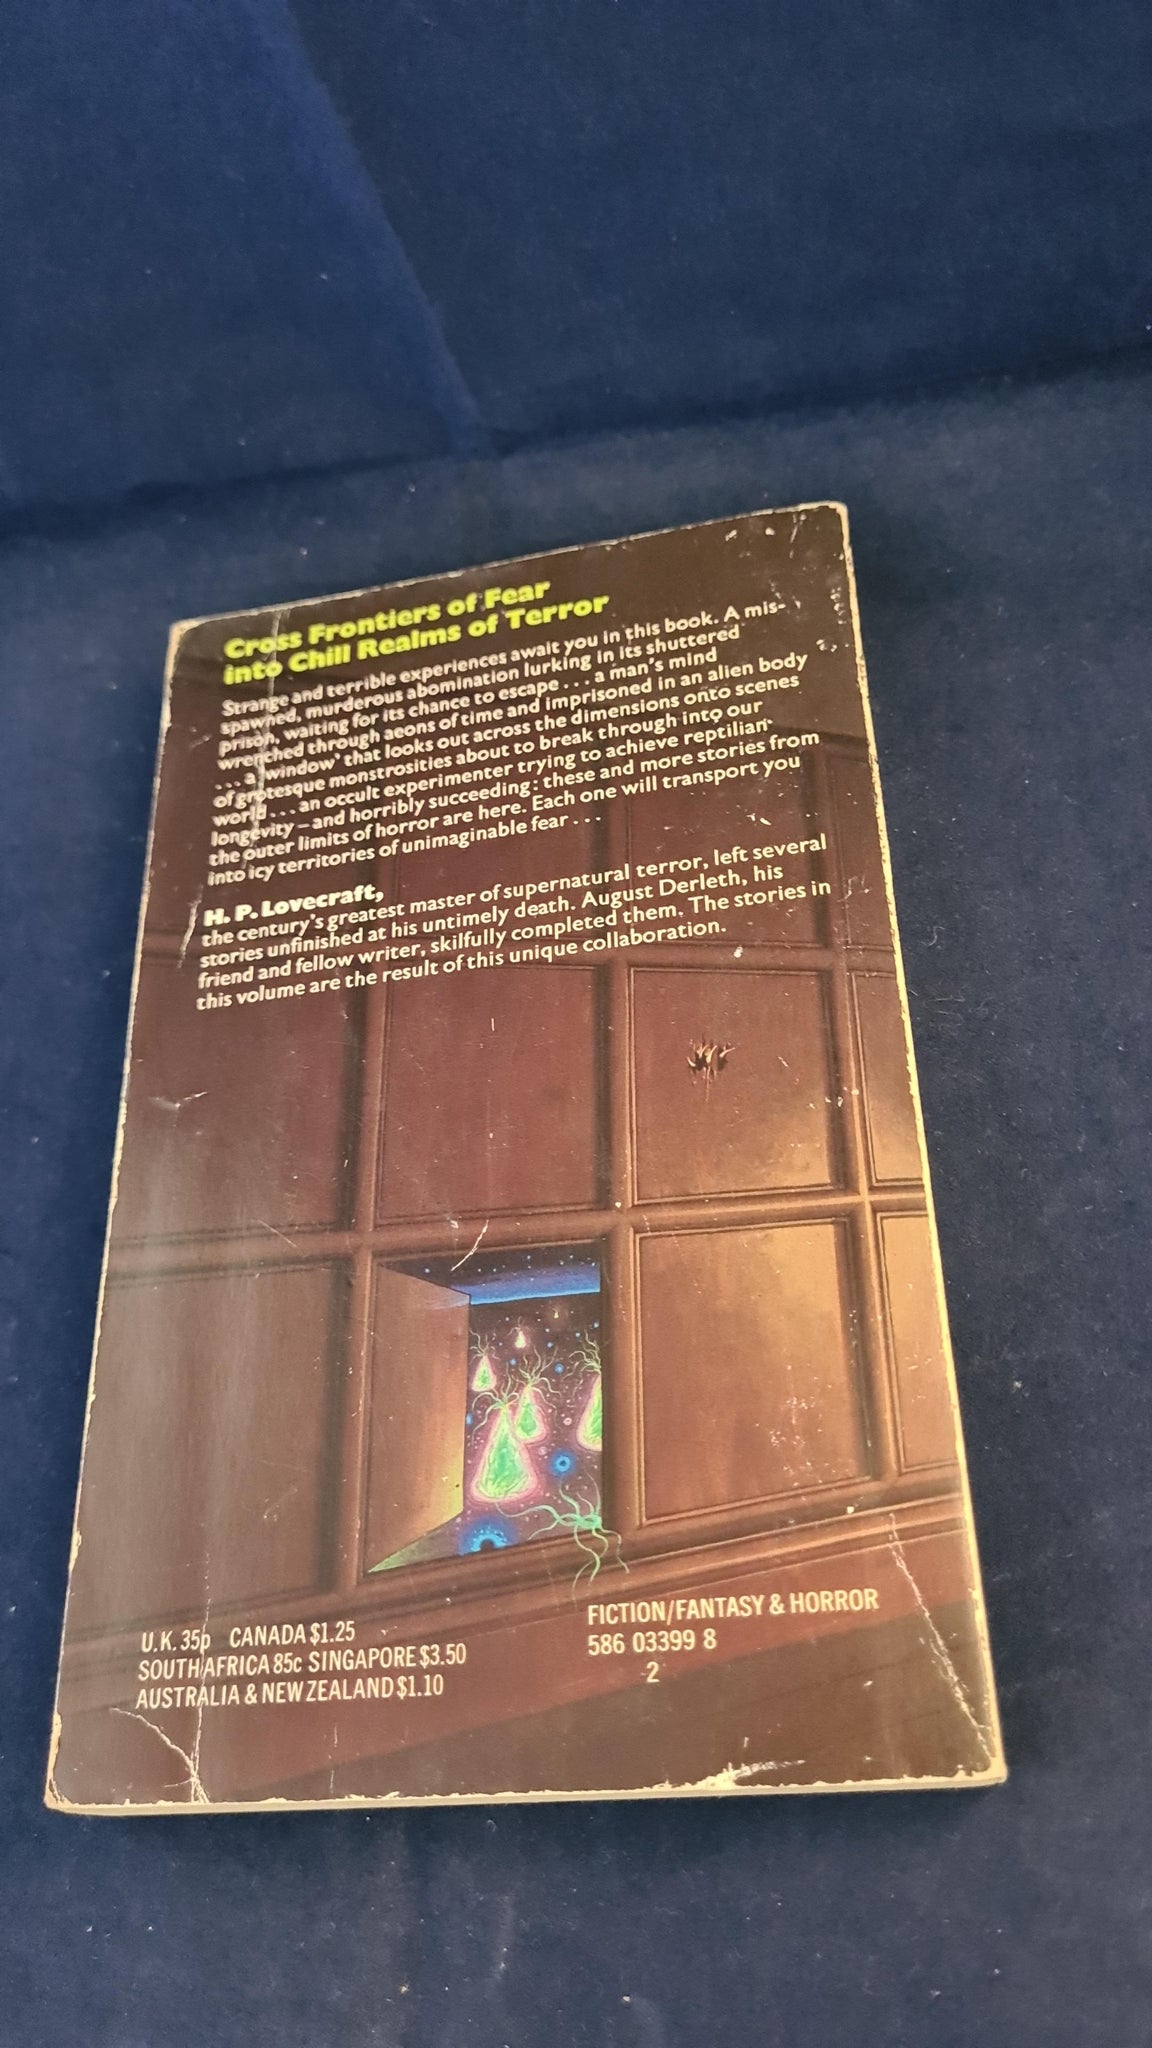 Cross Frontiers of Fear
into Chill Realms of Terror
Strange and terrible experiences await you in this book. A mis-
spawned, murderous abomination lurking in its shuttered
prison, waiting for its chance to escape . . . a man's mind
wrenched through aeons of time and imprisoned in an alien body
. . . a 'window' that looks out across the dimensions onto scenes
of grotesque monstrosities about to break through into our
world . . . an occult experimenter trying to achieve reptilian
longevity – and horribly succeeding: these and more stories from
the outer limits of horror are here. Each one will transport you
into icy territories of unimaginable fear . . .
H. P. Lovecraft,
the century's greatest master of supernatural terror, left several
stories unfinished at his untimely death. August Derleth, his
friend and fellow writer, skilfully completed them. The stories in
this volume are the result of this unique collaboration.
U.K. 35p CANADA $1.25
SOUTH AFRICA 85c SINGAPORE $3.50
AUSTRALIA & NEW ZEALAND $1.10
FICTION/FANTASY & HORROR
586 03399 8
2